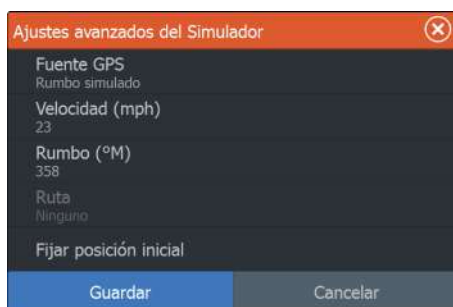 Ajustes avanzados del Simulador
Fuente GPS
Rumbo simulado
Velocidad (mph)
23
Rumbo (°M)
358
Ruta
Ninguno
Fijar posición inicial
Guardar
Cancelar